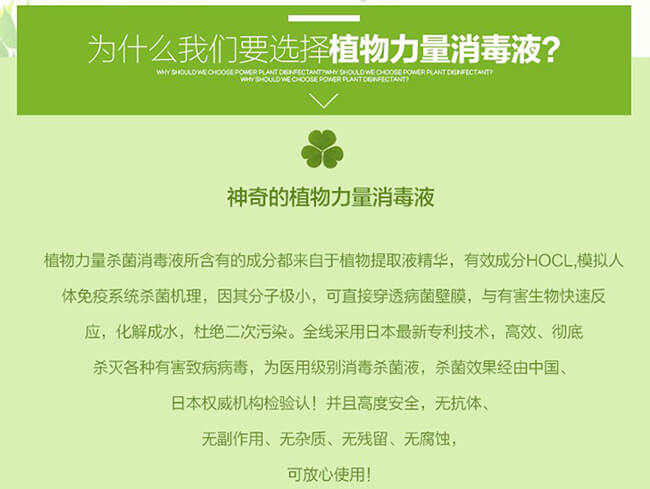 为什么我们要选择植物力量消毒液?
WHY SHOULD WE CHOOSE POWER PLANT DISINFECTANT?WHY SHOULD WE CHOOSE POWER PLANT DISINFECTANT?
WHY SHOULD WE CHOOSE POWER PLANT DISINFECTANT?
神奇的植物力量消毒液
植物力量杀菌消毒液所含有的成分都来自于植物提取液精华，有效成分HOCL,模拟人
体免疫系统杀菌机理，因其分子极小，可直接穿透病菌壁膜，与有害生物快速反
应，化解成水，杜绝二次污染。全线采用日本最新专利技术，高效、彻底
杀灭各种有害致病病毒，为医用级别消毒杀菌液，杀菌效果经由中国、
日本权威机构检验认！并且高度安全，无抗体、
无副作用、无杂质、无残留、无腐蚀，
可放心使用！